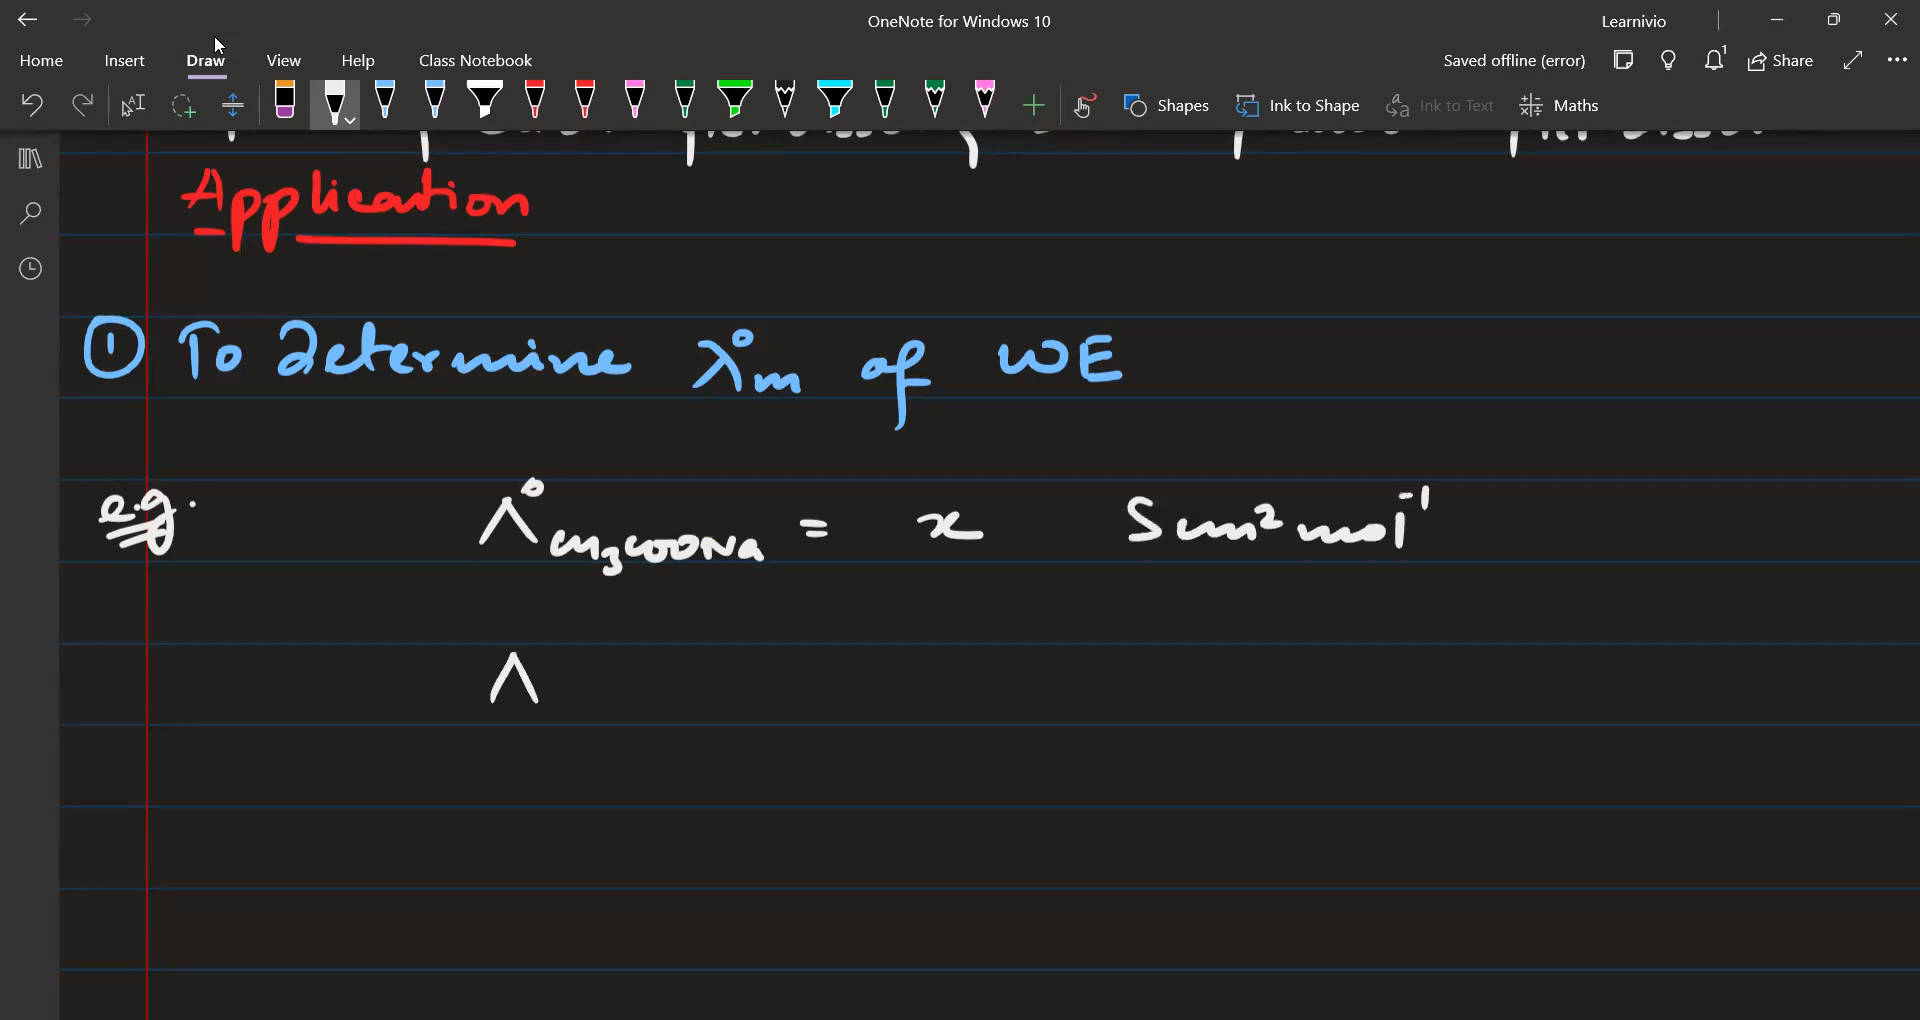 OneNote for Windows 10
Learnivio
Home Insert Draw View Help Class Notebook
Saved offline (error) 1 Share
Shapes Ink to Shape Ink to Text Maths
Application
① To determine λ°m of WE
e.g. Λ°CH₃COONa = x S cm² mol⁻¹
Λ